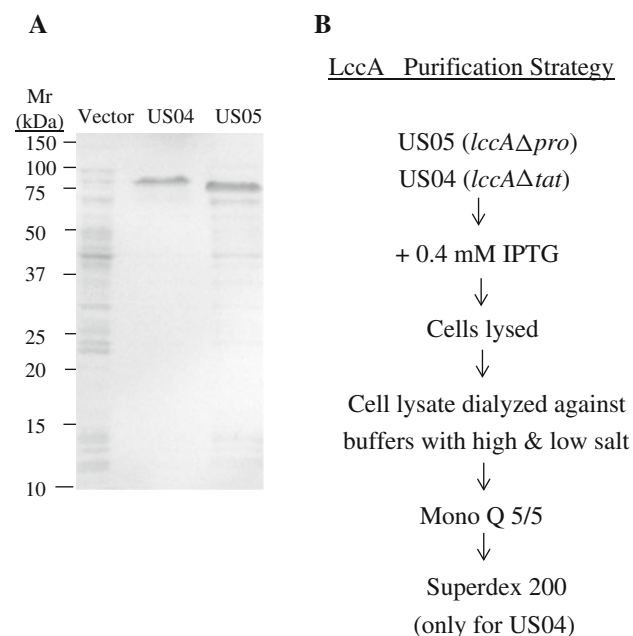 A
Mr
(kDa)
Vector US04 US05
150
100
75
50
37
25
20
15
10
B
LccA Purification Strategy
US05 (lccAΔpro)
US04 (lccAΔtat)
+ 0.4 mM IPTG
Cells lysed
Cell lysate dialyzed against
buffers with high & low salt
Mono Q 5/5
Superdex 200
(only for US04)